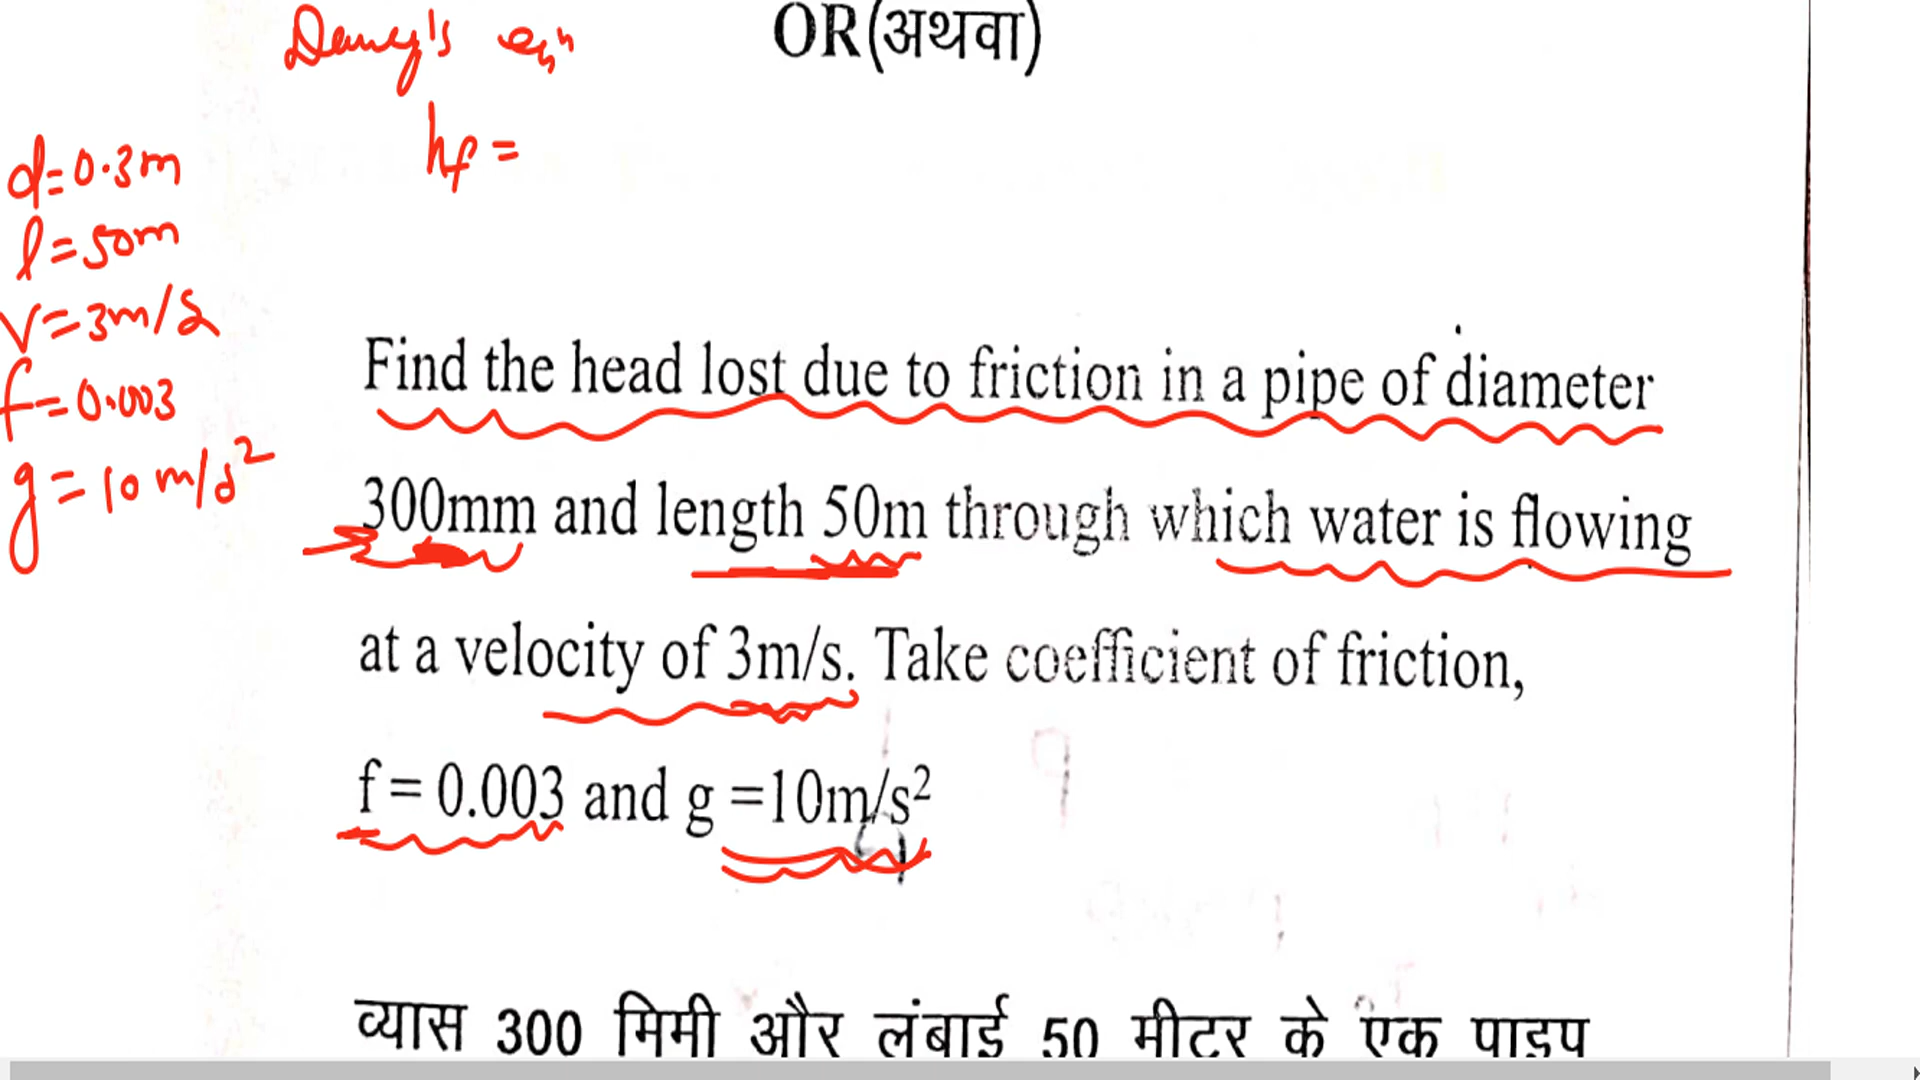 Darcy's eqn
OR(अथवा)
hf =
d=0.3m
l=50m
V=3m/s
f=0.003
g=10m/s²
Find the head lost due to friction in a pipe of diameter
300mm and length 50m through which water is flowing
at a velocity of 3m/s. Take coefficient of friction,
f = 0.003 and g =10m/s²
व्यास 300 मिमी और लंबाई 50 मीटर के एक पाइप